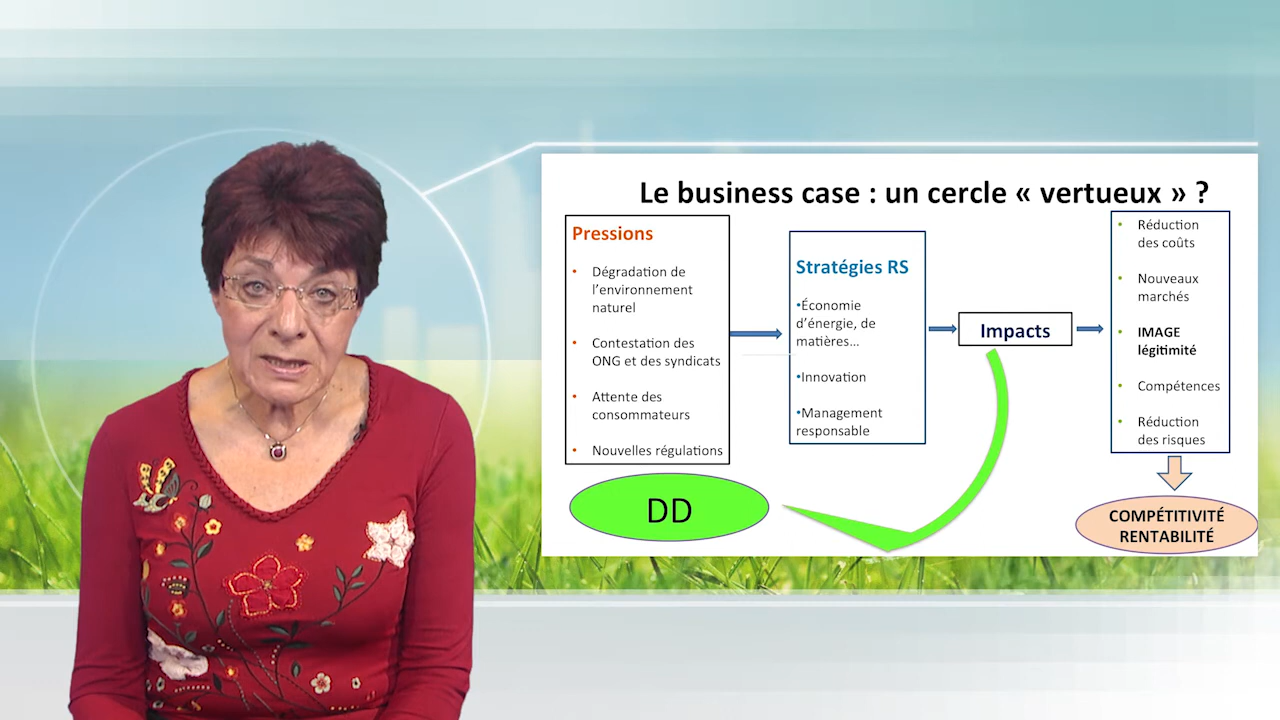 Le business case : un cercle « vertueux » ?
Pressions
• Dégradation de
l’environnement
naturel
• Contestation des
ONG et des syndicats
• Attente des
consommateurs
• Nouvelles régulations
DD
Stratégies RS
•Économie
d’énergie, de
matières…
•Innovation
•Management
responsable
Impacts
• Réduction
des coûts
• Nouveaux
marchés
• IMAGE
légitimité
• Compétences
• Réduction
des risques
COMPÉTITIVITÉ
RENTABILITÉ